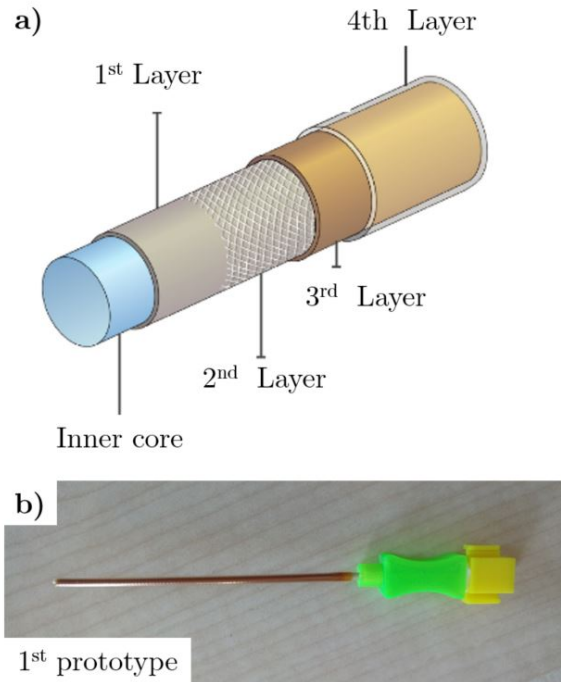 a)
4th Layer
1st Layer
3rd Layer
2nd Layer
Inner core
b)
1st prototype